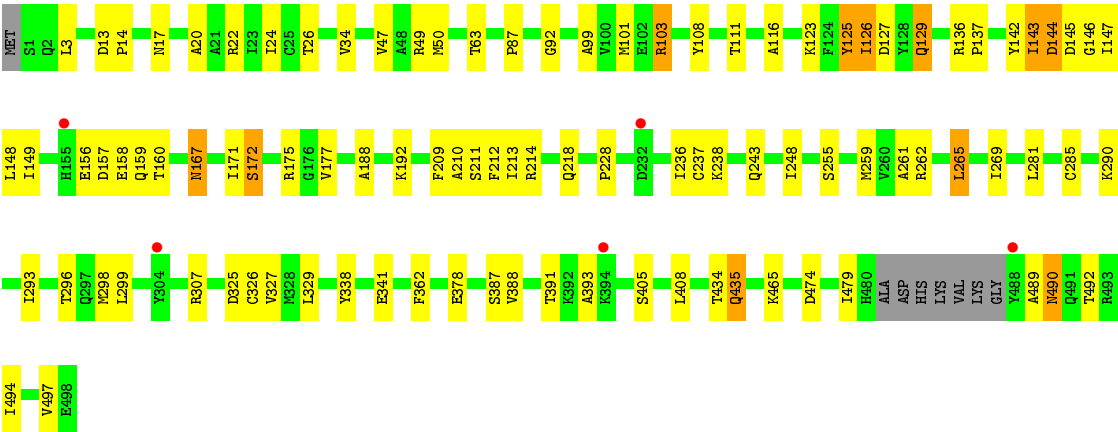 MET S1 Q2 L3 D13 P14 N17 A20 A21 R22 I23 I24 C25 T26 V34 V47 A48 R49 M50 T63 P87 G92 A99 V100 M101 E102 R103 Y108 T111 A116 K123 F124 Y125 I126 D127 Y128 Q129 R136 P137 Y142 I143 D144 D145 G146 I147
L148 I149 H155 E156 D157 E158 Q159 T160 N167 I171 S172 R175 G176 V177 A188 K192 F209 A210 S211 F212 I213 R214 Q218 P228 D232 I236 C237 K238 Q243 I248 S255 M259 V260 A261 R262 L265 I269 L281 C285 K290
I293 T296 Q297 M298 L299 Y304 R307 D325 C326 V327 M328 L329 Y338 E341 F362 E378 S387 V388 T391 K392 A393 K394 S405 L408 T434 Q435 K465 D474 I479 H480 ALA ASP HIS LYS VAL LYS GLY Y488 A489 N490 Q491 T492 R493
I494 V497 E498